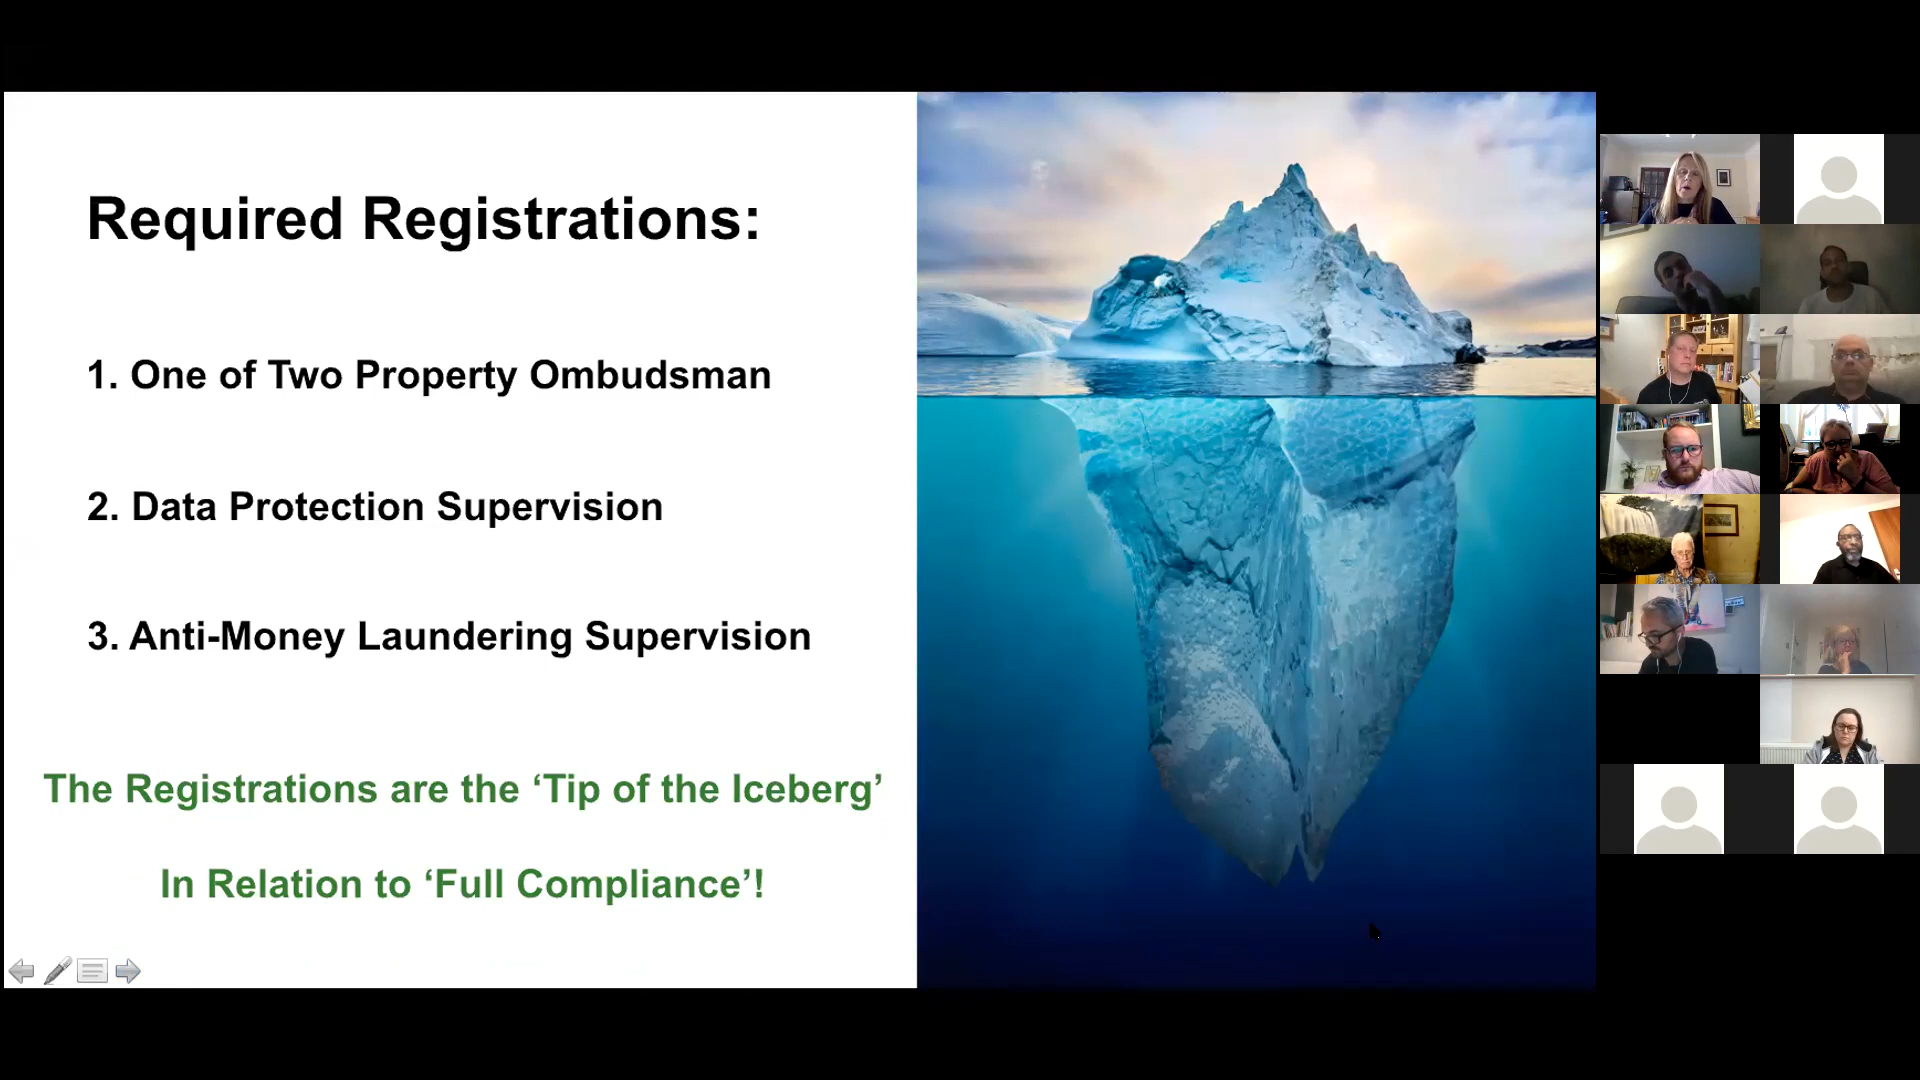 Required Registrations:
1. One of Two Property Ombudsman
2. Data Protection Supervision
3. Anti-Money Laundering Supervision
The Registrations are the ‘Tip of the Iceberg’
In Relation to ‘Full Compliance’!